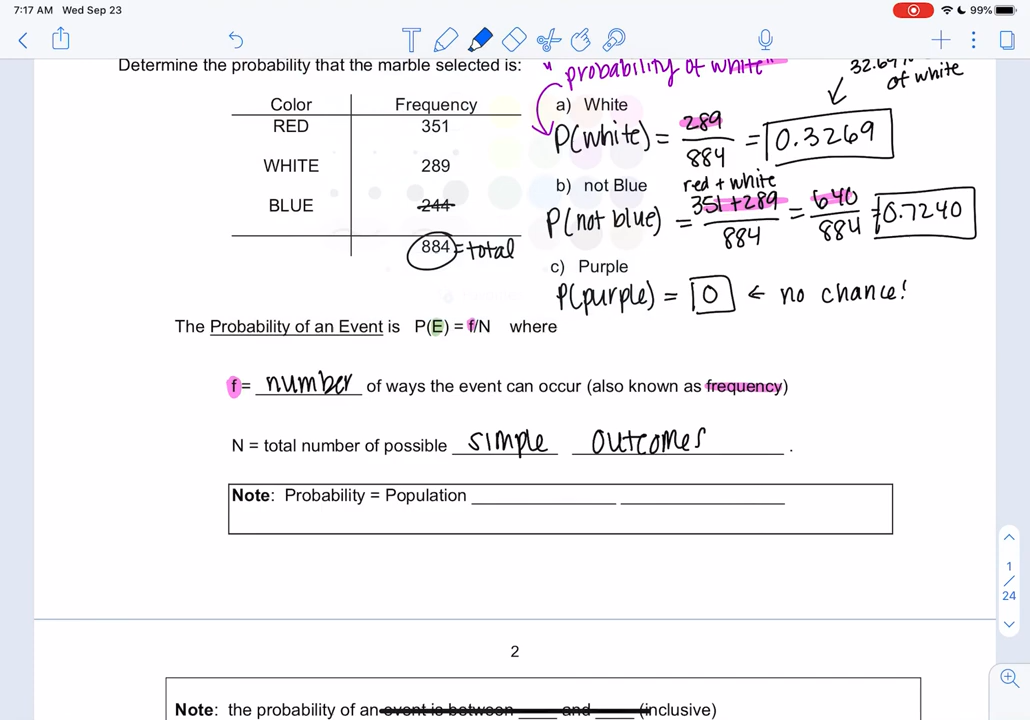 7:17 AM Wed Sep 23
99%
Determine the probability that the marble selected is:
"probability of white"
32.69%
of white
Color Frequency
RED 351
WHITE 289
BLUE 244
884 = total
a) White
P(white) = 289/884 = 0.3269
b) not Blue
red + white
P(not blue) = 351+289/884 = 640/884 = 0.7240
c) Purple
P(purple) = 0 ← no chance!
The Probability of an Event is P(E) = f/N where
f= number of ways the event can occur (also known as frequency)
N = total number of possible simple outcomes.
Note: Probability = Population ________ ________
1
/
24
2
Note: the probability of an event is between ____ and ____ (inclusive)